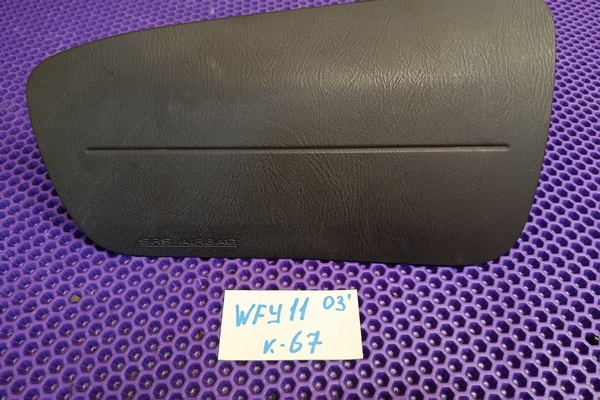 SRS-AIRBAG
WFY11 03'
K-67